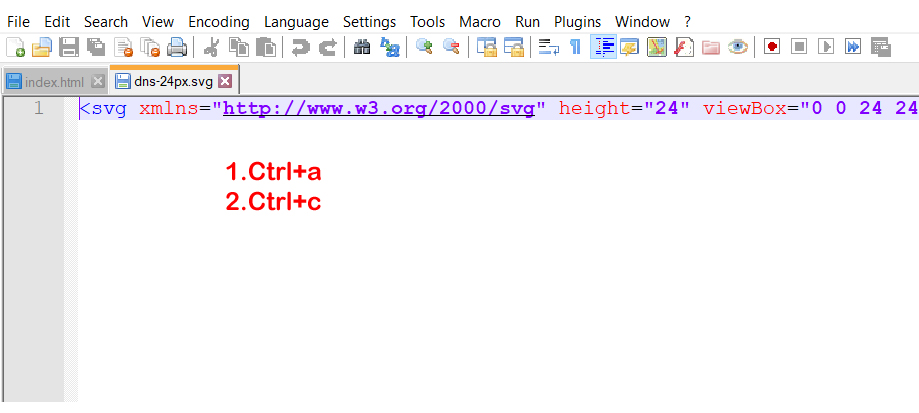 File Edit Search View Encoding Language Settings Tools Macro Run Plugins Window ?
index.html dns-24px.svg
1 <svg xmlns="http://www.w3.org/2000/svg" height="24" viewBox="0 0 24 24
1.Ctrl+a
2.Ctrl+c